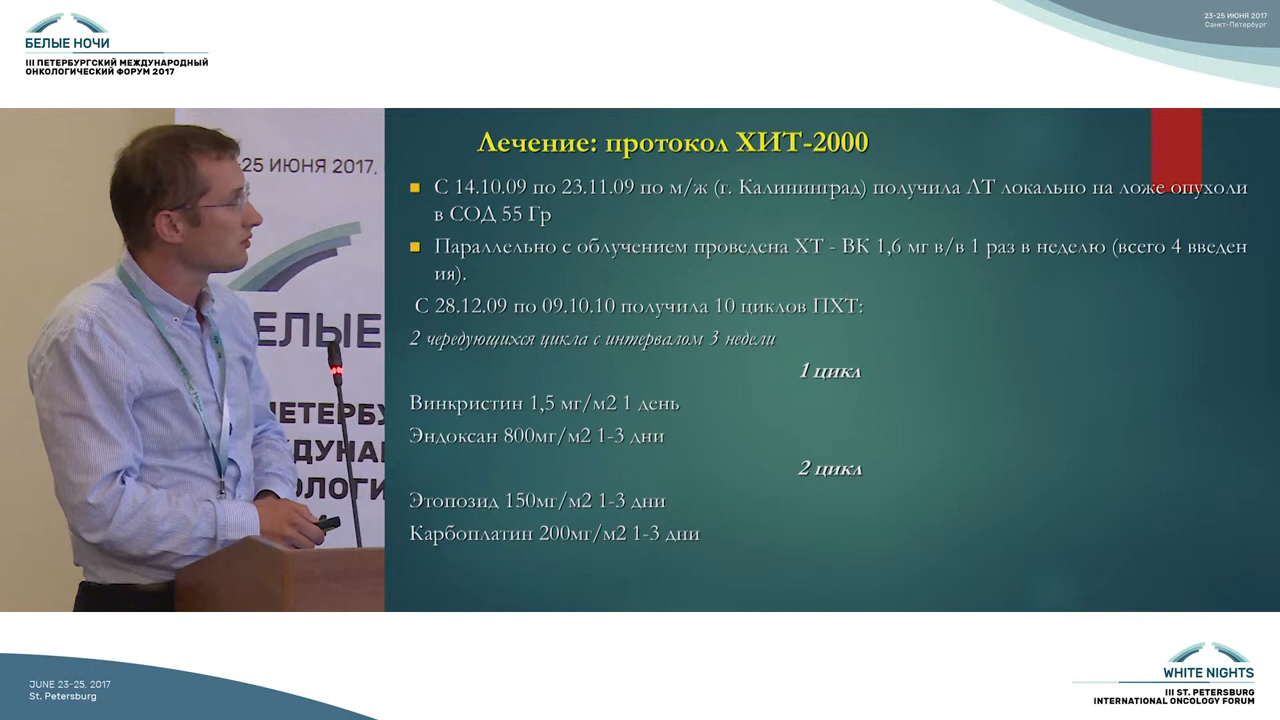 БЕЛЫЕ НОЧИ
III ПЕТЕРБУРГСКИЙ МЕЖДУНАРОДНЫЙ
ОНКОЛОГИЧЕСКИЙ ФОРУМ 2017
23-25 ИЮНЯ 2017
Санкт-Петербург
-25 ИЮНЯ 2017,
ЕЛЫЕ
ПЕТЕРБУ
ДУНА
ОЛОГИ
Лечение: протокол ХИТ-2000
С 14.10.09 по 23.11.09 по м/ж (г. Калининград) получила ЛТ локально на ложе опухоли
в СОД 55 Гр
Параллельно с облучением проведена ХТ - ВК 1,6 мг в/в 1 раз в неделю (всего 4 введен
ия).
С 28.12.09 по 09.10.10 получила 10 циклов ПХТ:
2 чередующихся цикла с интервалом 3 недели
1 цикл
Винкристин 1,5 мг/м2 1 день
Эндоксан 800мг/м2 1-3 дни
2 цикл
Этопозид 150мг/м2 1-3 дни
Карбоплатин 200мг/м2 1-3 дни
JUNE 23-25, 2017
St. Petersburg
WHITE NIGHTS
III ST. PETERSBURG
INTERNATIONAL ONCOLOGY FORUM